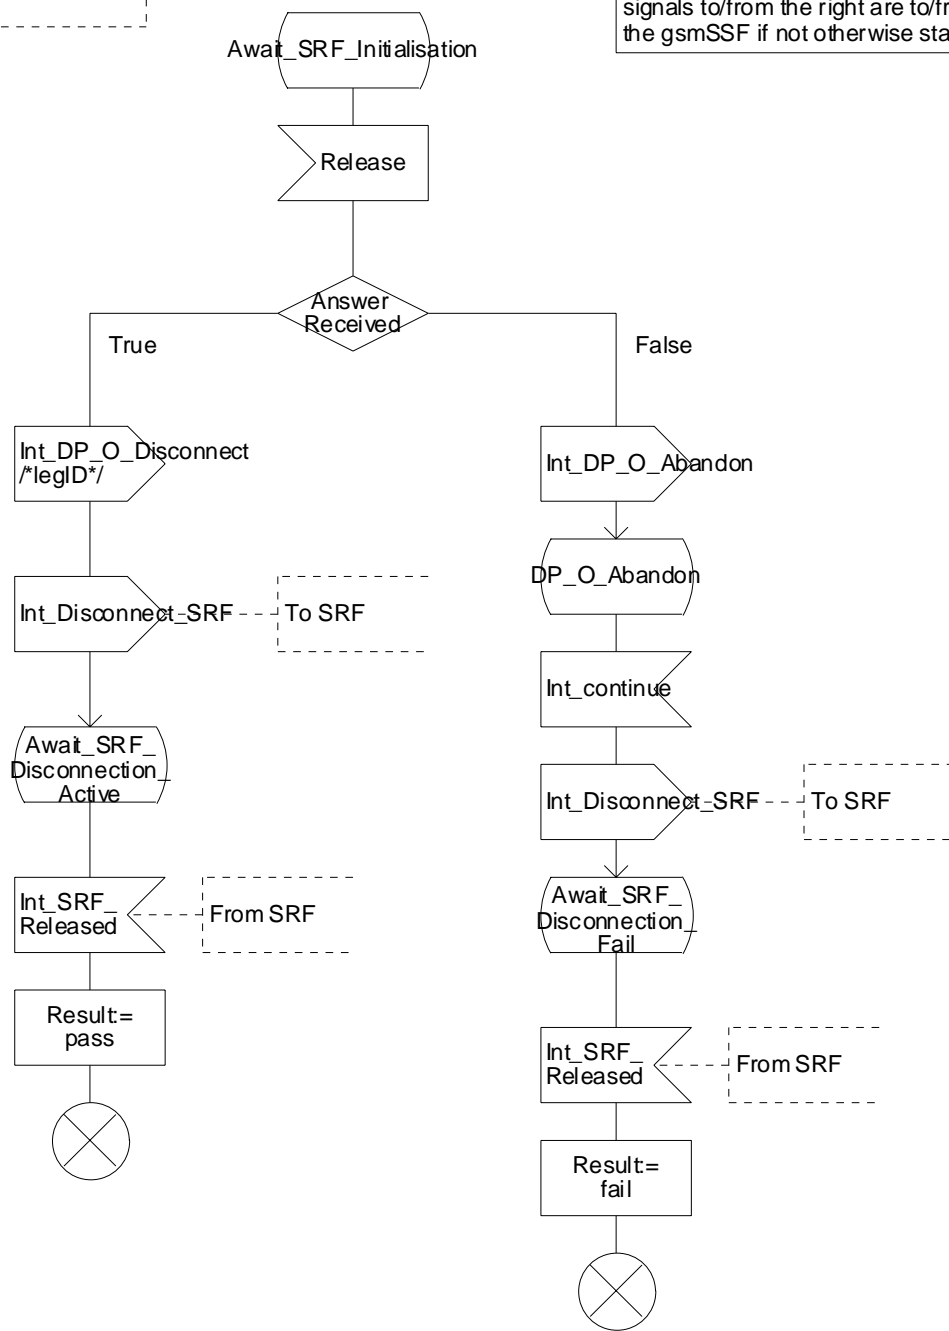 signals to/from the right are to/fr
the gsmSSF if not otherwise sta
Await_SRF_Initialisation
Release
Answer
Received
True
False
Int_DP_O_Disconnect
/*legID*/
Int_DP_O_Abandon
DP_O_Abandon
Int_Disconnect_SRF
To SRF
Int_continue
Await_SRF_
Disconnection_
Active
Int_Disconnect_SRF
To SRF
Int_SRF_
Released
From SRF
Await_SRF_
Disconnection_
Fail
Result:=
pass
Int_SRF_
Released
From SRF
Result:=
fail